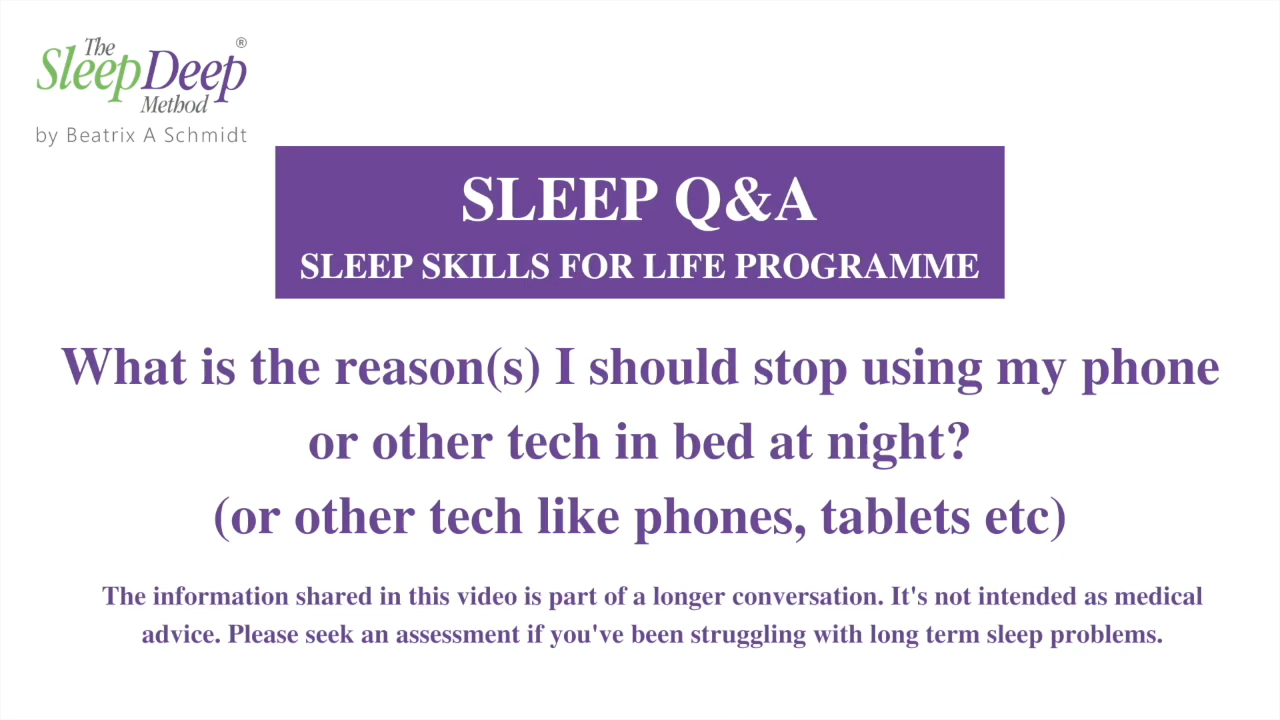 The
SleepDeep®
Method
by Beatrix A Schmidt
SLEEP Q&A
SLEEP SKILLS FOR LIFE PROGRAMME
What is the reason(s) I should stop using my phone
or other tech in bed at night?
(or other tech like phones, tablets etc)
The information shared in this video is part of a longer conversation. It's not intended as medical
advice. Please seek an assessment if you've been struggling with long term sleep problems.